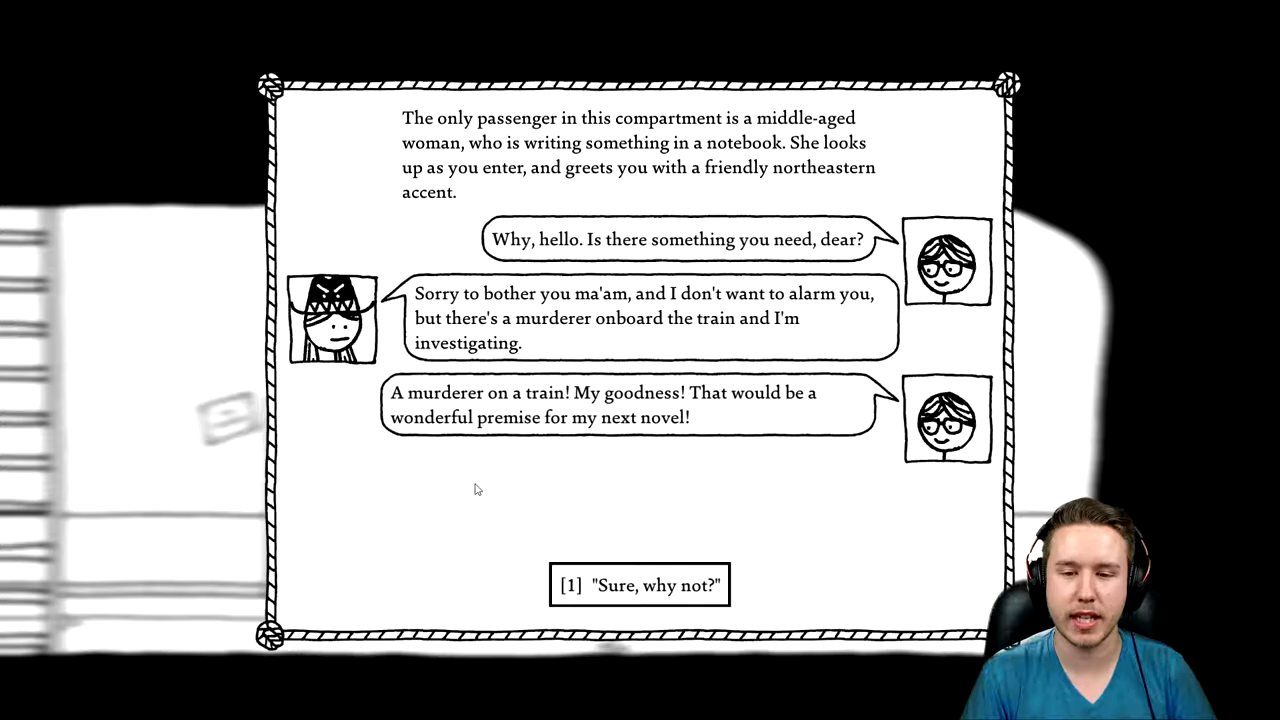 The only passenger in this compartment is a middle-aged
woman, who is writing something in a notebook. She looks
up as you enter, and greets you with a friendly northeastern
accent.
Why, hello. Is there something you need, dear?
Sorry to bother you ma'am, and I don't want to alarm you,
but there's a murderer onboard the train and I'm
investigating.
A murderer on a train! My goodness! That would be a
wonderful premise for my next novel!
[1] "Sure, why not?"